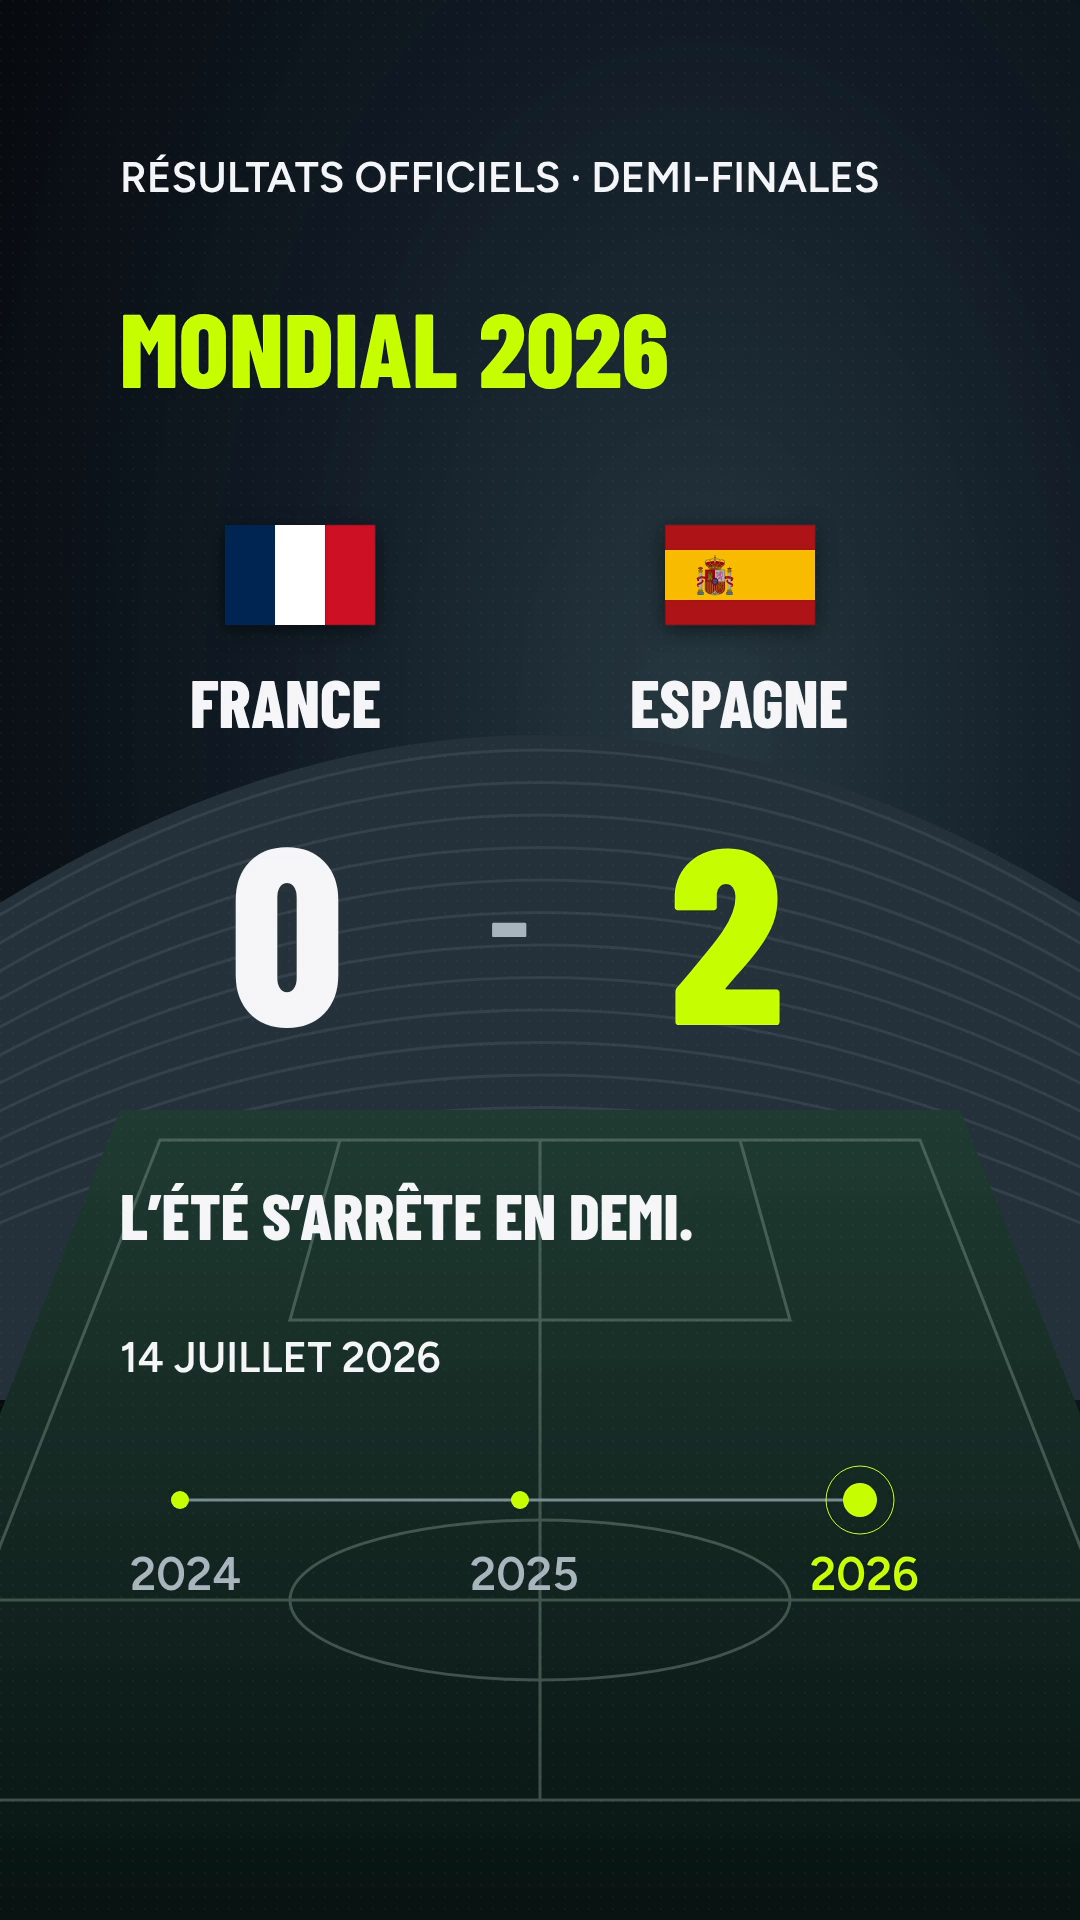 RÉSULTATS OFFICIELS · DEMI-FINALES
MONDIAL 2026
FRANCE
ESPAGNE
0 - 2
L’ÉTÉ S’ARRÊTE EN DEMI.
14 JUILLET 2026
2024 2025 2026